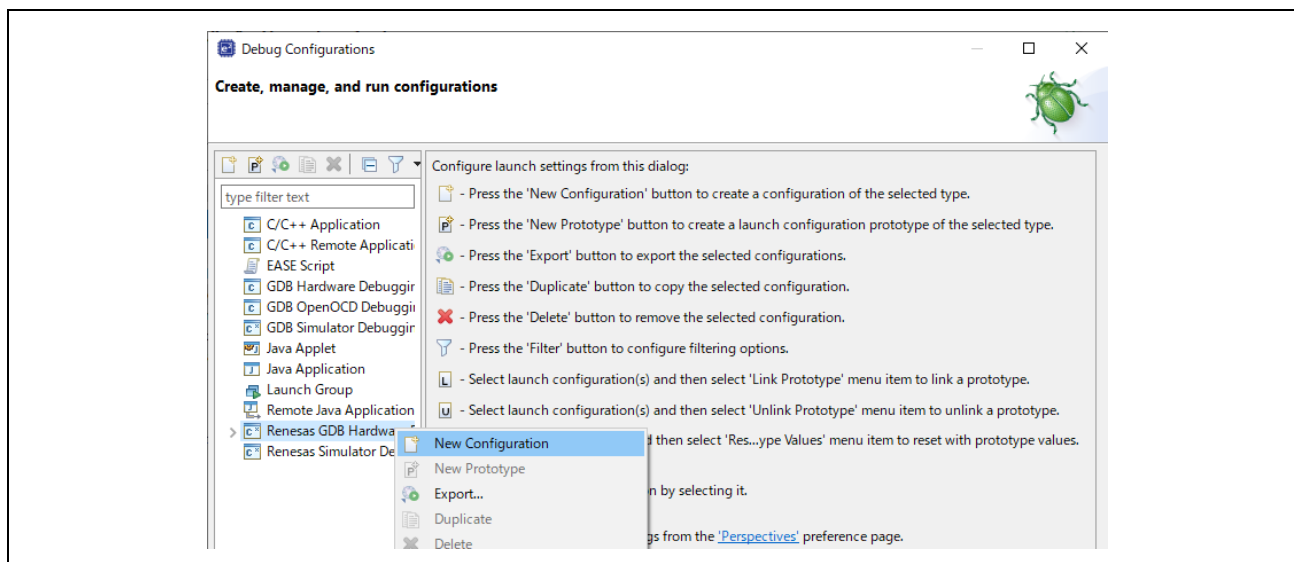 Debug Configurations
Create, manage, and run configurations
type filter text
C/C++ Application
C/C++ Remote Applicati
EASE Script
GDB Hardware Debuggin
GDB OpenOCD Debuggin
GDB Simulator Debuggin
Java Applet
Java Application
Launch Group
Remote Java Application
Renesas GDB Hardwa
Renesas Simulator De
New Configuration
New Prototype
Export...
Duplicate
Delete
Configure launch settings from this dialog:
- Press the 'New Configuration' button to create a configuration of the selected type.
- Press the 'New Prototype' button to create a launch configuration prototype of the selected type.
- Press the 'Export' button to export the selected configurations.
- Press the 'Duplicate' button to copy the selected configuration.
- Press the 'Delete' button to remove the selected configuration.
- Press the 'Filter' button to configure filtering options.
L - Select launch configuration(s) and then select 'Link Prototype' menu item to link a prototype.
U - Select launch configuration(s) and then select 'Unlink Prototype' menu item to unlink a prototype.
then select 'Res...ype Values' menu item to reset with prototype values.
n by selecting it.
gs from the 'Perspectives' preference page.